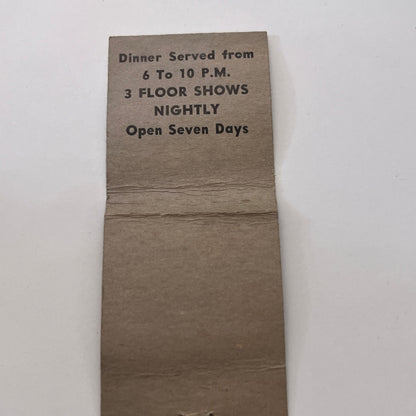 Dinner Served from
6 To 10 P.M.
3 FLOOR SHOWS
NIGHTLY
Open Seven Days